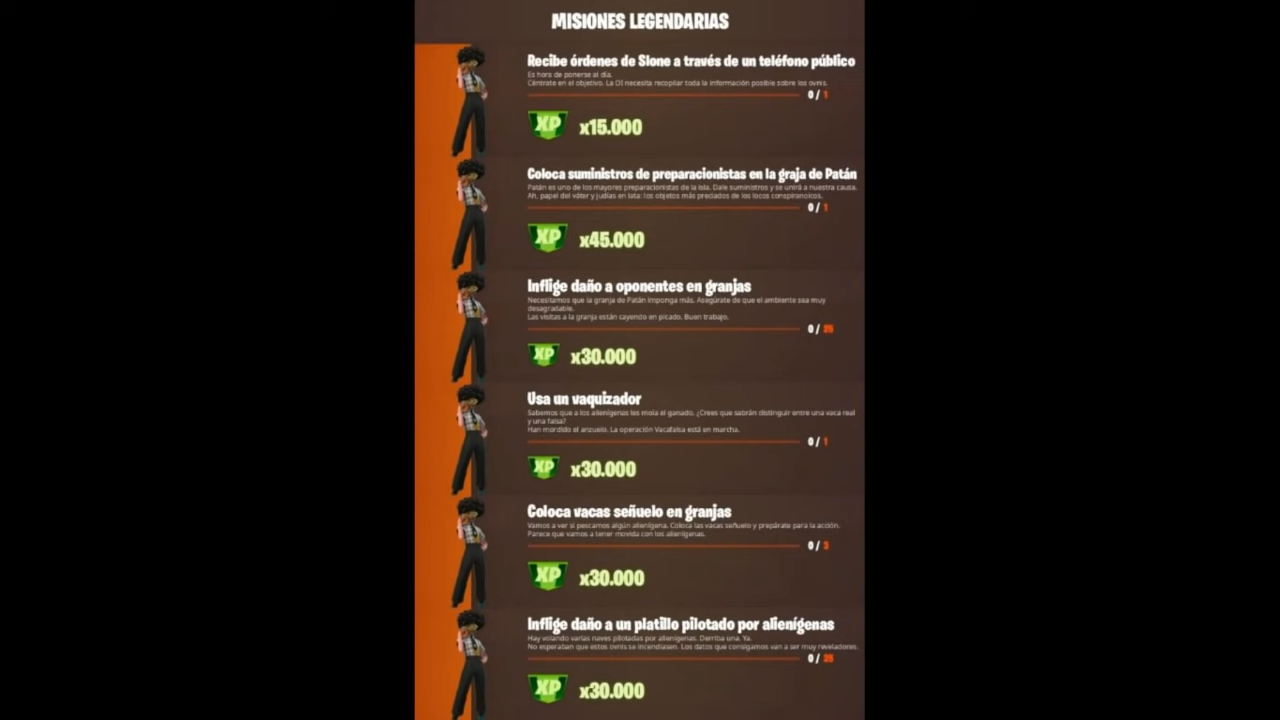 MISIONES LEGENDARIAS
Recibe órdenes de Slone a través de un teléfono público
Es hora de ponerse al día.
Céntrate en el objetivo. La OI necesita recopilar toda la información posible sobre los ovnis.
0 / 1
XP x15.000
Coloca suministros de preparacionistas en la graja de Patán
Patán es uno de los mayores preparacionistas de la isla. Dale suministros y se unirá a nuestra causa.
Ah, papel del váter y judías en lata: los objetos más preciados de los locos conspiranoicos.
0 / 1
XP x45.000
Inflige daño a oponentes en granjas
Necesitamos que la granja de Patán imponga más. Asegúrate de que el ambiente sea muy
desagradable.
Las visitas a la granja están cayendo en picado. Buen trabajo.
0 / 25
XP x30.000
Usa un vaquizador
Sabemos que a los alienígenas les mola el ganado. ¿Crees que sabrán distinguir entre una vaca real
y una falsa?
Han mordido el anzuelo. La operación Vacafalsa está en marcha.
0 / 1
XP x30.000
Coloca vacas señuelo en granjas
Vamos a ver si pescamos algún alienígena. Coloca las vacas señuelo y prepárate para la acción.
Parece que vamos a tener movida con los alienígenas.
0 / 3
XP x30.000
Inflige daño a un platillo pilotado por alienígenas
Hay volando varias naves pilotadas por alienígenas. Derriba una. Ya.
No esperaban que estos ovnis se incendiasen. Los datos que consigamos van a ser muy reveladores.
0 / 25
XP x30.000